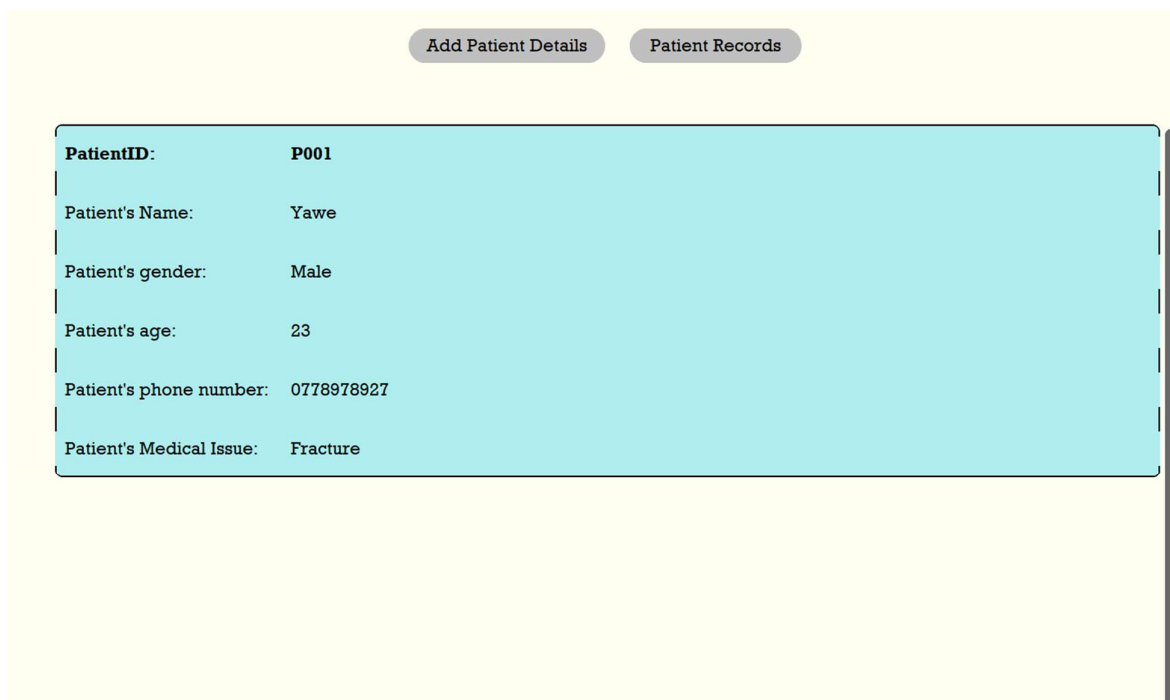 Add Patient Details Patient Records
PatientID: P001
Patient's Name: Yawe
Patient's gender: Male
Patient's age: 23
Patient's phone number: 0778978927
Patient's Medical Issue: Fracture